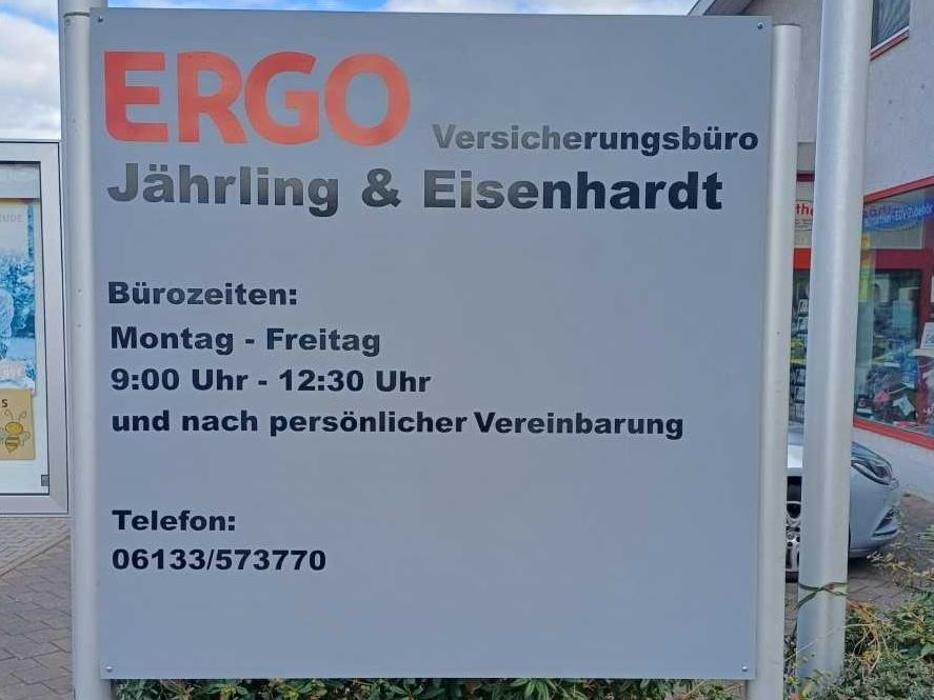 ERGO Versicherungsbüro
Jährling & Eisenhardt
Bürozeiten:
Montag - Freitag
9:00 Uhr - 12:30 Uhr
und nach persönlicher Vereinbarung
Telefon:
06133/573770